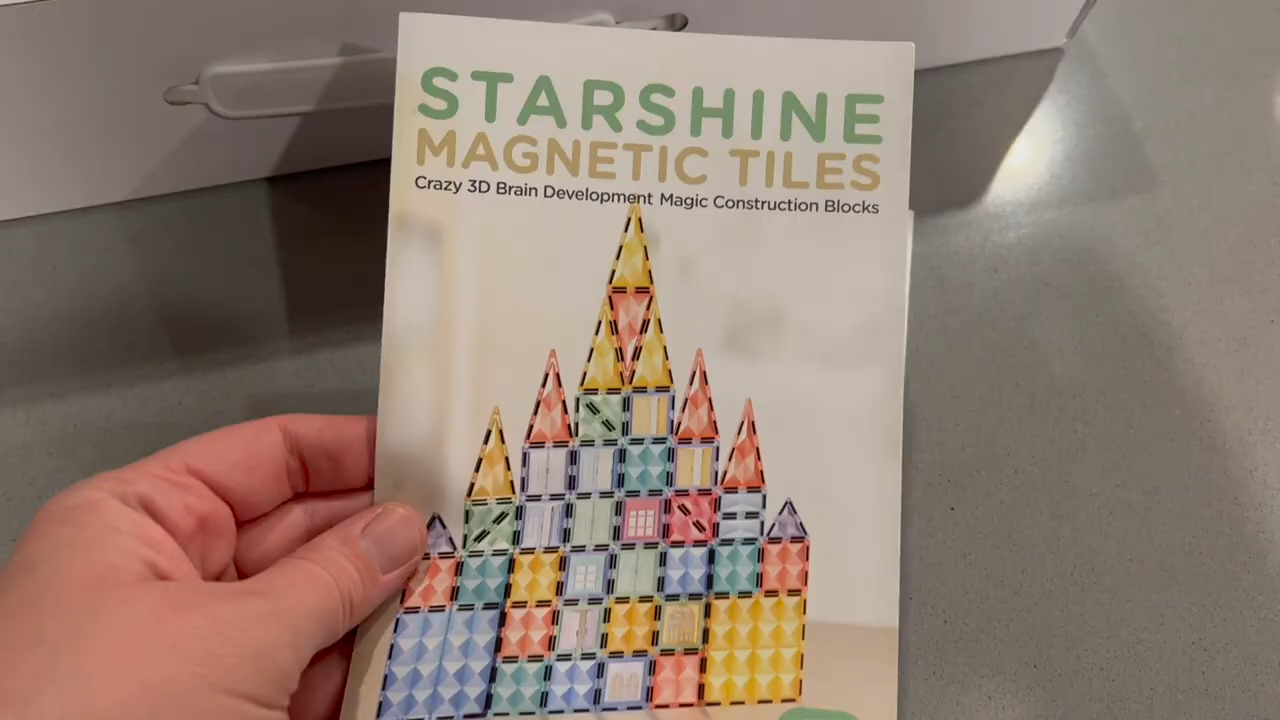 STARSHINE
MAGNETIC TILES
Crazy 3D Brain Development Magic Construction Blocks